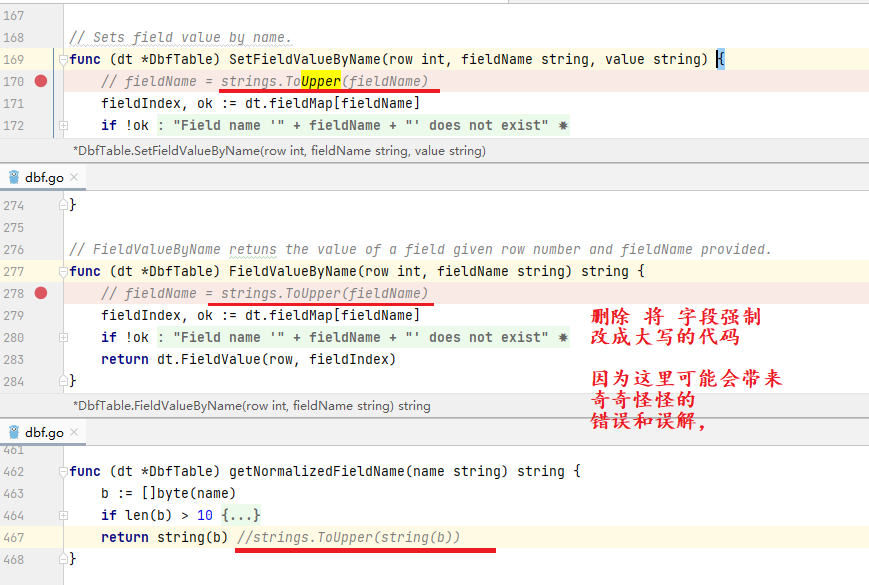 167
168 // Sets field value by name.
169 func (dt *DbfTable) SetFieldValueByName(row int, fieldName string, value string) {
170 // fieldName = strings.ToUpper(fieldName)
171 fieldIndex, ok := dt.fieldMap[fieldName]
172 if !ok : "Field name '" + fieldName + "' does not exist" ✷
*DbfTable.SetFieldValueByName(row int, fieldName string, value string)
dbf.go ×
274 }
275
276 // FieldValueByName retuns the value of a field given row number and fieldName provided.
277 func (dt *DbfTable) FieldValueByName(row int, fieldName string) string {
278 // fieldName = strings.ToUpper(fieldName)
279 fieldIndex, ok := dt.fieldMap[fieldName]
280 if !ok : "Field name '" + fieldName + "' does not exist" ✷
283 return dt.FieldValue(row, fieldIndex)
284 }
删除 将 字段强制
改成大写的代码
因为这里可能会带来
奇奇怪怪的
错误和误解，
*DbfTable.FieldValueByName(row int, fieldName string) string
dbf.go ×
461
462 func (dt *DbfTable) getNormalizedFieldName(name string) string {
463 b := []byte(name)
464 if len(b) > 10 {...}
467 return string(b) //strings.ToUpper(string(b))
468 }